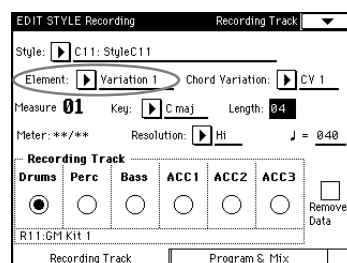 EDIT STYLE Recording Recording Track
Style: C11: StyleC11
Element: Variation 1 Chord Variation: CV 1
Measure 01 Key: C maj Length: 04
Meter: **/** Resolution: Hi ♩ = 040
Recording Track
Drums Perc Bass ACC1 ACC2 ACC3
Remove
Data
R11:GM Kit 1
Recording Track Program & Mix